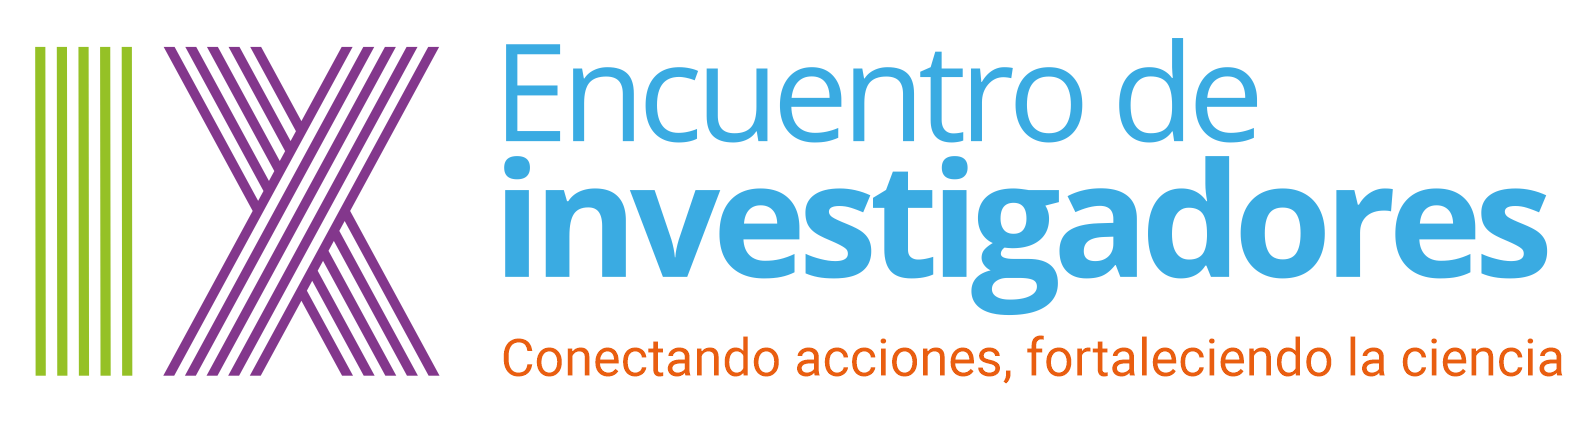 IX
Encuentro de
investigadores
Conectando acciones, fortaleciendo la ciencia